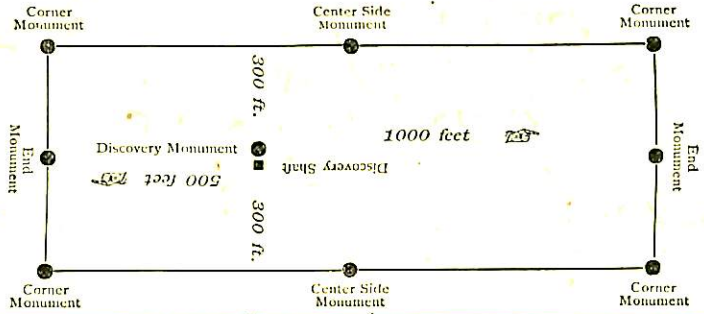 Corner
Monument
Center Side
Monument
Corner
Monument
300 ft.
1000 feet
End
Monument
Discovery Monument
Discovery Shaft
500 feet
End
Monument
300 ft.
Corner
Monument
Center Side
Monument
Corner
Monument